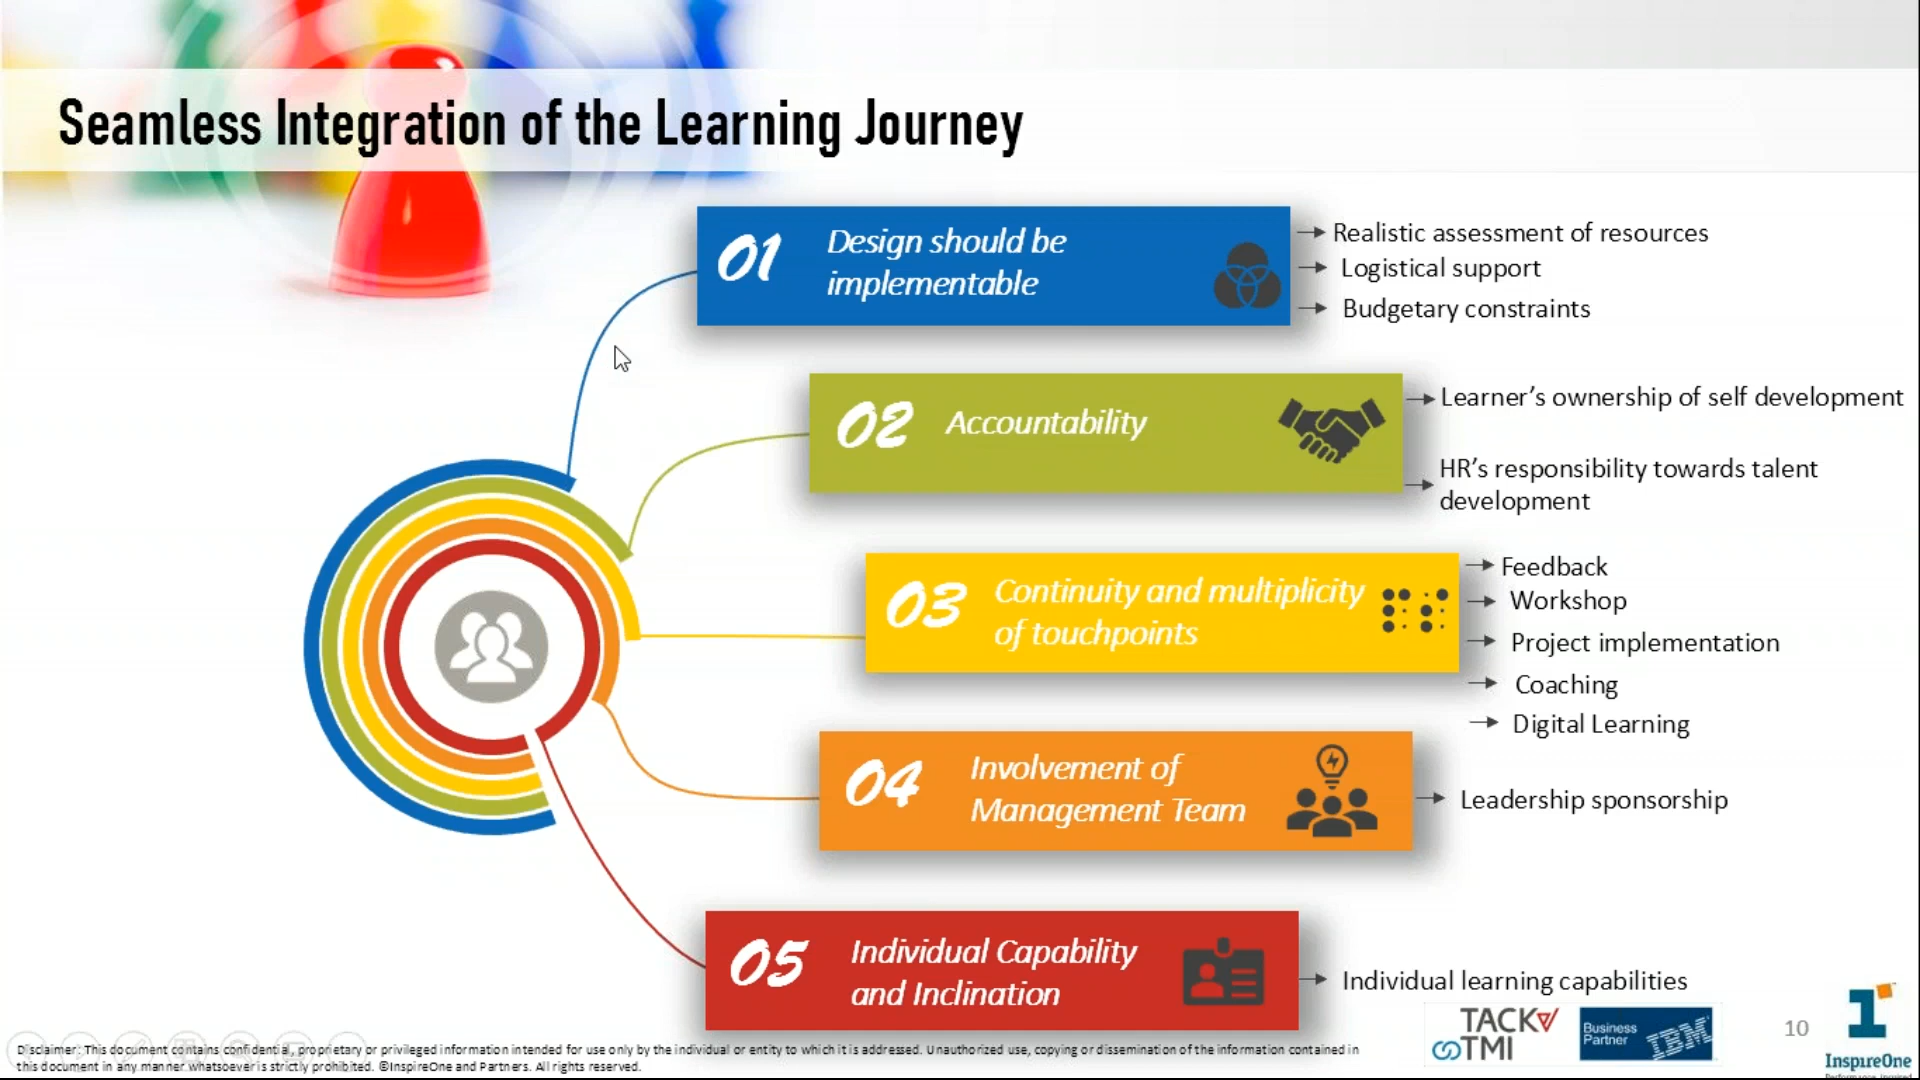 Seamless Integration of the Learning Journey
01
Design should be
implementable
Realistic assessment of resources
Logistical support
Budgetary constraints
02
Accountability
Learner’s ownership of self development
HR’s responsibility towards talent
development
03
Continuity and multiplicity
of touchpoints
Feedback
Workshop
Project implementation
Coaching
Digital Learning
04
Involvement of
Management Team
Leadership sponsorship
05
Individual Capability
and Inclination
Individual learning capabilities
TACK
TMI
Business
Partner
IBM
10
InspireOne
Disclaimer: This document contains confidential, proprietary or privileged information intended for use only by the individual or entity to which it is addressed. Unauthorized use, copying or dissemination of the information contained in
this document in any manner whatsoever is strictly prohibited. ©InspireOne and Partners. All rights reserved.